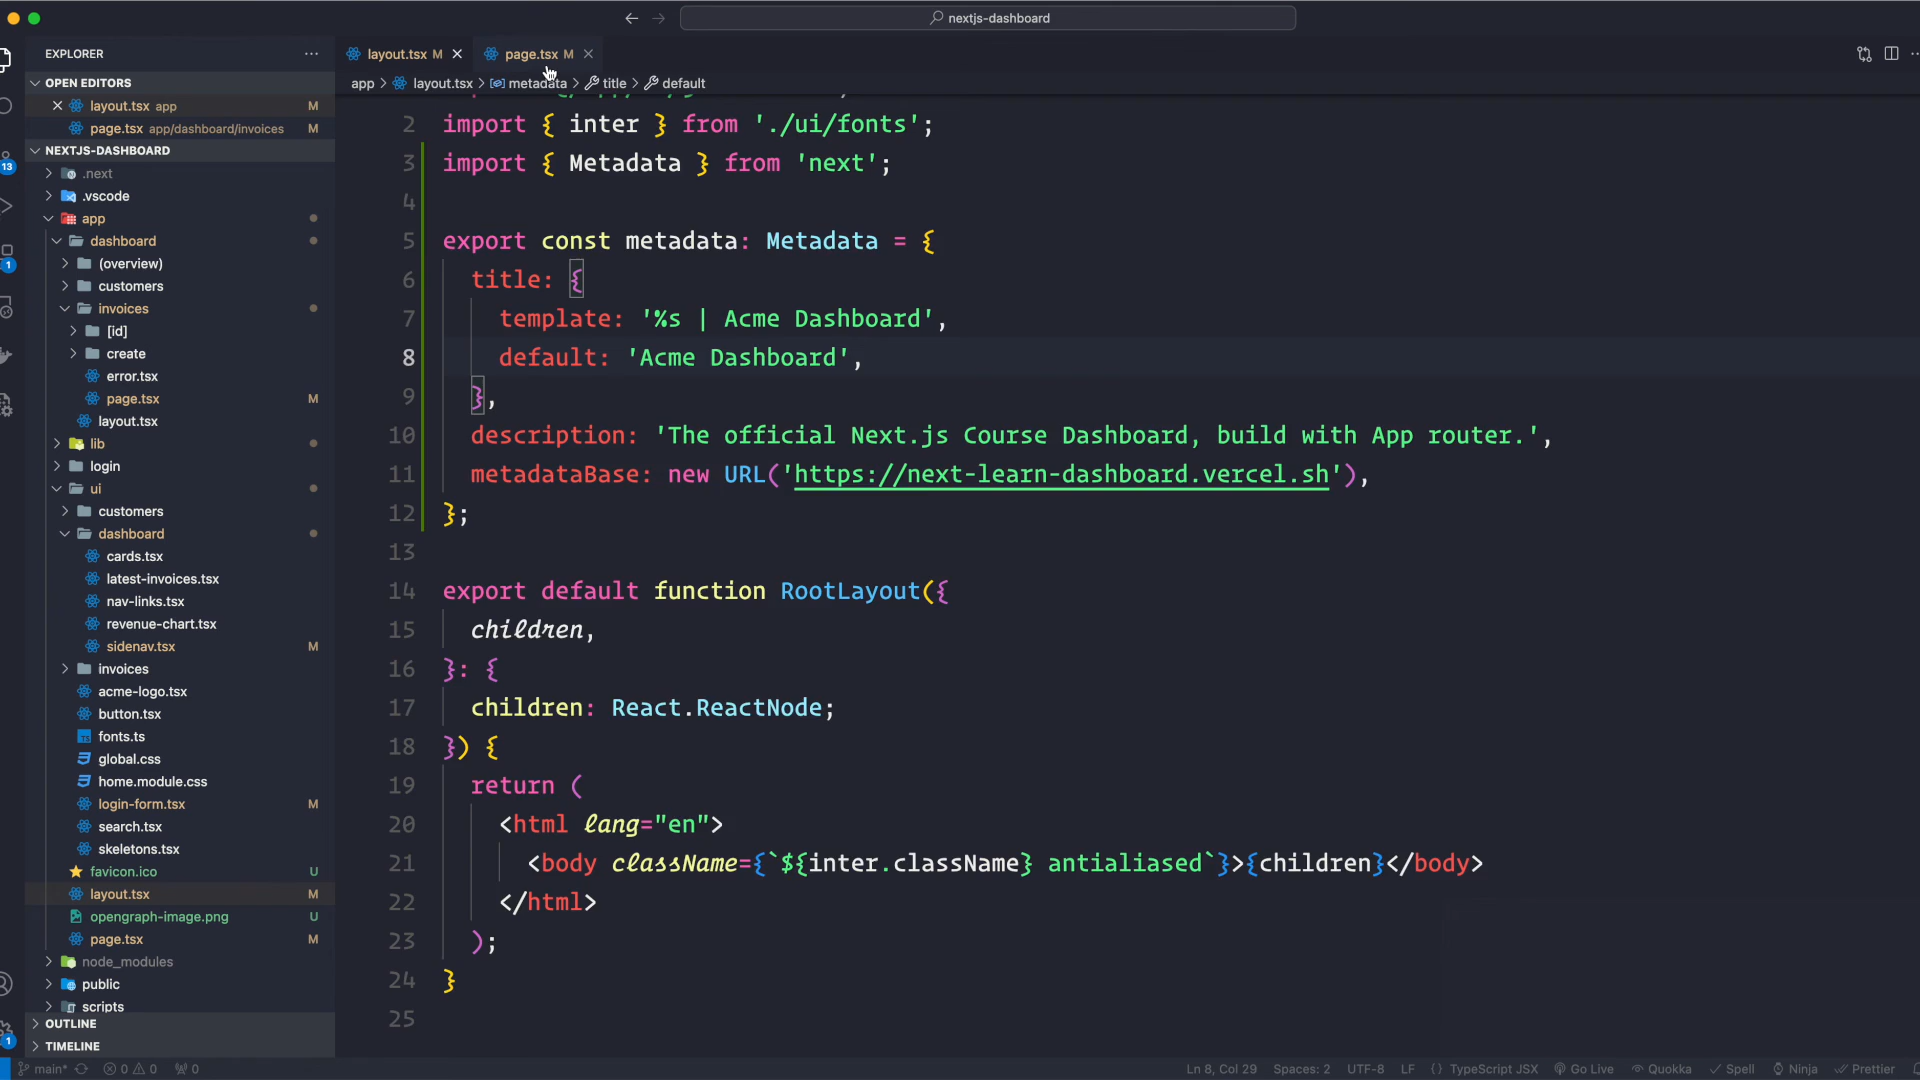 nextjs-dashboard
EXPLORER
layout.tsx M
page.tsx M
app > layout.tsx > metadata > title > default
OPEN EDITORS
layout.tsx app M
page.tsx app/dashboard/invoices M
NEXTJS-DASHBOARD
.next
.vscode
app
dashboard
(overview)
customers
invoices
[id]
create
error.tsx
page.tsx M
layout.tsx
lib
login
ui
customers
dashboard
cards.tsx
latest-invoices.tsx
nav-links.tsx
revenue-chart.tsx
sidenav.tsx M
invoices
acme-logo.tsx
button.tsx
fonts.ts
global.css
home.module.css
login-form.tsx M
search.tsx
skeletons.tsx
favicon.ico U
layout.tsx M
opengraph-image.png U
page.tsx M
node_modules
public
scripts
OUTLINE
TIMELINE
13
1
1
2 import { inter } from './ui/fonts';
3 import { Metadata } from 'next';
4
5 export const metadata: Metadata = {
6 title: {
7 template: '%s | Acme Dashboard',
8 default: 'Acme Dashboard',
9 },
10 description: 'The official Next.js Course Dashboard, build with App router.',
11 metadataBase: new URL('https://next-learn-dashboard.vercel.sh'),
12 };
13
14 export default function RootLayout({
15 children,
16 }: {
17 children: React.ReactNode;
18 }) {
19 return (
20 <html lang="en">
21 <body className={`${inter.className} antialiased`}>{children}</body>
22 </html>
23 );
24 }
25
main* 0 0 0 Ln 8, Col 29 Spaces: 2 UTF-8 LF {} TypeScript JSX Go Live Quokka Spell Ninja Prettier